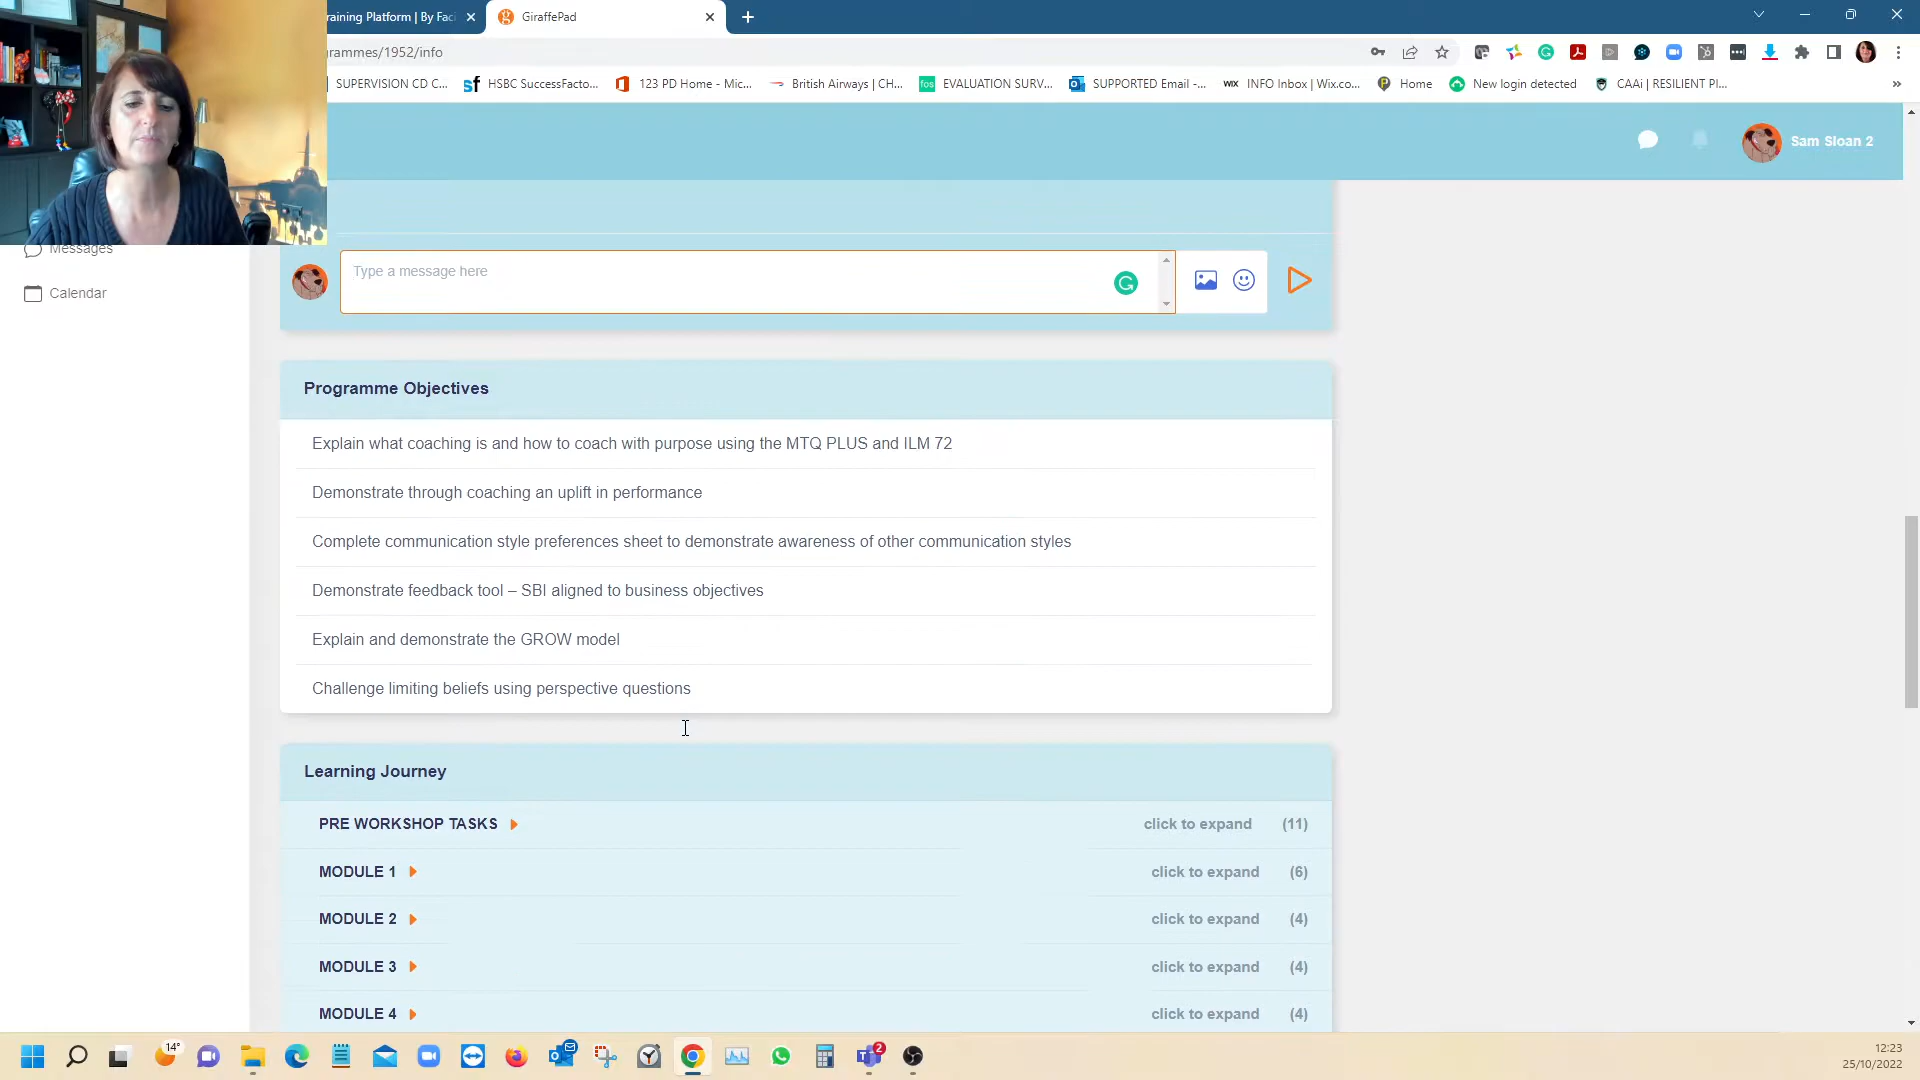 raining Platform | By Faci
GiraffePad
rammes/1952/info
SUPERVISION CD C...
HSBC SuccessFacto...
123 PD Home - Mic...
British Airways | CH...
fos
EVALUATION SURV...
SUPPORTED Email -...
WIX
INFO Inbox | Wix.co...
Home
New login detected
CAAi | RESILIENT PI...
»
Sam Sloan 2
Messages
Type a message here
Calendar
Programme Objectives
Explain what coaching is and how to coach with purpose using the MTQ PLUS and ILM 72
Demonstrate through coaching an uplift in performance
Complete communication style preferences sheet to demonstrate awareness of other communication styles
Demonstrate feedback tool – SBI aligned to business objectives
Explain and demonstrate the GROW model
Challenge limiting beliefs using perspective questions
Learning Journey
PRE WORKSHOP TASKS click to expand (11)
MODULE 1 click to expand (6)
MODULE 2 click to expand (4)
MODULE 3 click to expand (4)
MODULE 4 click to expand (4)
14°
2
12:23
25/10/2022